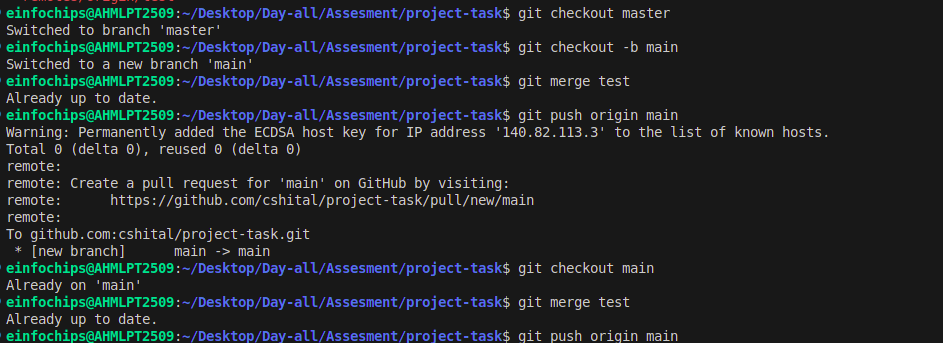 einfochips@AHMLPT2509:~/Desktop/Day-all/Assesment/project-task$ git checkout master
Switched to branch 'master'
einfochips@AHMLPT2509:~/Desktop/Day-all/Assesment/project-task$ git checkout -b main
Switched to a new branch 'main'
einfochips@AHMLPT2509:~/Desktop/Day-all/Assesment/project-task$ git merge test
Already up to date.
einfochips@AHMLPT2509:~/Desktop/Day-all/Assesment/project-task$ git push origin main
Warning: Permanently added the ECDSA host key for IP address '140.82.113.3' to the list of known hosts.
Total 0 (delta 0), reused 0 (delta 0)
remote:
remote: Create a pull request for 'main' on GitHub by visiting:
remote:      https://github.com/cshital/project-task/pull/new/main
remote:
To github.com:cshital/project-task.git
 * [new branch]      main -> main
einfochips@AHMLPT2509:~/Desktop/Day-all/Assesment/project-task$ git checkout main
Already on 'main'
einfochips@AHMLPT2509:~/Desktop/Day-all/Assesment/project-task$ git merge test
Already up to date.
einfochips@AHMLPT2509:~/Desktop/Day-all/Assesment/project-task$ git push origin main